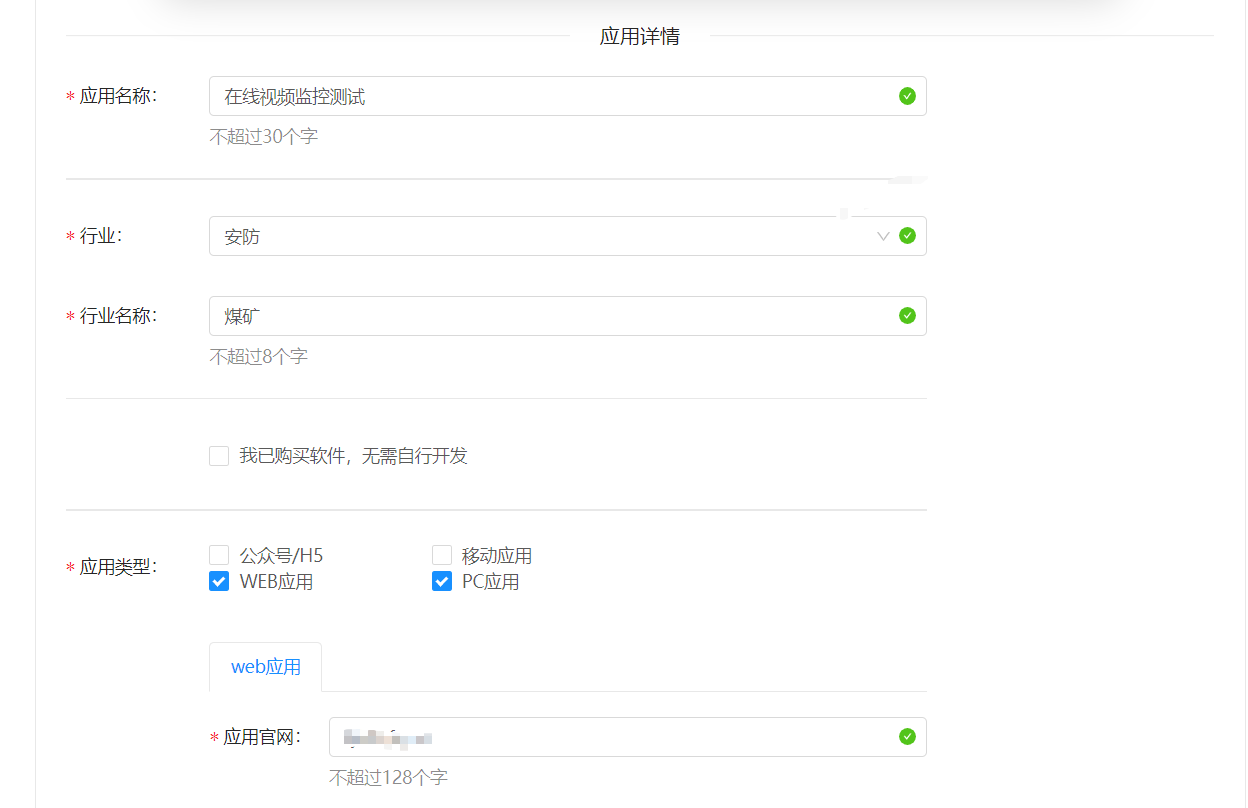 应用详情
* 应用名称：
在线视频监控测试
不超过30个字
* 行业：
安防
* 行业名称：
煤矿
不超过8个字
我已购买软件，无需自行开发
* 应用类型：
公众号/H5 移动应用
WEB应用 PC应用
web应用
* 应用官网：
不超过128个字